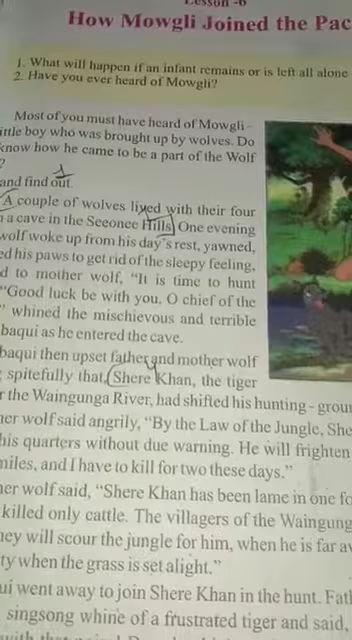 Lesson -6
How Mowgli Joined the Pac
1. What will happen if an infant remains or is left all alone
2. Have you ever heard of Mowgli?
Most of you must have heard of Mowgli -
ittle boy who was brought up by wolves. Do
know how he came to be a part of the Wolf
?
and find out.
A couple of wolves lived with their four
n a cave in the Seeonee Hills. One evening
wolf woke up from his day's rest, yawned,
ed his paws to get rid of the sleepy feeling,
d to mother wolf, "It is time to hunt
"Good luck be with you, O chief of the
" whined the mischievous and terrible
baqui as he entered the cave.
baqui then upset father and mother wolf
spitefully that, Shere Khan, the tiger
r the Waingunga River, had shifted his hunting - grou
her wolf said angrily, "By the Law of the Jungle, She
his quarters without due warning. He will frighten
miles, and I have to kill for two these days."
her wolf said, "Shere Khan has been lame in one fo
killed only cattle. The villagers of the Waingung
hey will scour the jungle for him, when he is far av
ty when the grass is set alight."
ui went away to join Shere Khan in the hunt. Fat
singsong whine of a frustrated tiger and said,